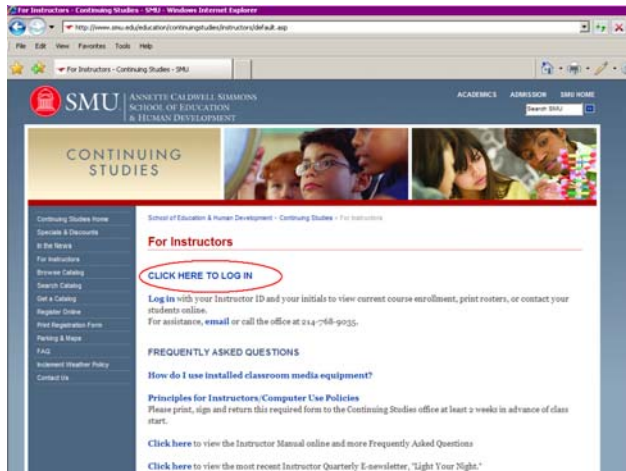 For Instructors - Continuing Studies - SMU - Windows Internet Explorer
http://www.smu.edu/education/continuingstudies/instructors/default.asp
File Edit View Favorites Tools Help
For Instructors - Continuing Studies - SMU
SMU
ANNETTE CALDWELL SIMMONS
SCHOOL OF EDUCATION
& HUMAN DEVELOPMENT
ACADEMICS ADMISSION SMU HOME
Search SMU
CONTINUING
STUDIES
Continuing Studies Home
Specials & Discounts
In the News
For Instructors
Browse Catalog
Search Catalog
Get a Catalog
Register Online
Print Registration Form
Parking & Maps
FAQ
Inclement Weather Policy
Contact Us
School of Education & Human Development > Continuing Studies > For Instructors
For Instructors
CLICK HERE TO LOG IN
Log in with your Instructor ID and your initials to view current course enrollment, print rosters, or contact your
students online.
For assistance, email or call the office at 214-768-9035.
FREQUENTLY ASKED QUESTIONS
How do I use installed classroom media equipment?
Principles for Instructors/Computer Use Policies
Please print, sign and return this required form to the Continuing Studies office at least 2 weeks in advance of class
start.
Click here to view the Instructor Manual online and more Frequently Asked Questions
Click here to view the most recent Instructor Quarterly E-newsletter, "Light Your Night."